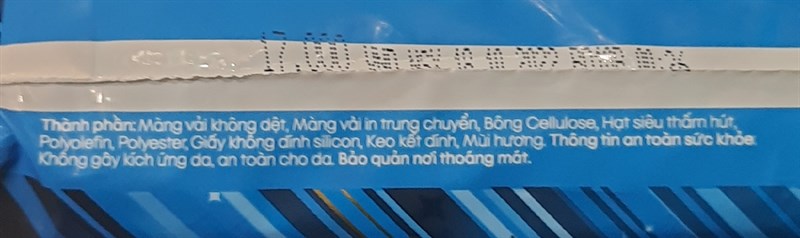 17.000
Thành phần: Màng vải không dệt, Màng vải in trung chuyển, Bông Cellulose, Hạt siêu thấm hút,
Polyolefin, Polyester, Giấy không dính silicon, Keo kết dính, Mùi hương. Thông tin an toàn sức khỏe:
Không gây kích ứng da, an toàn cho da. Bảo quản nơi thoáng mát.